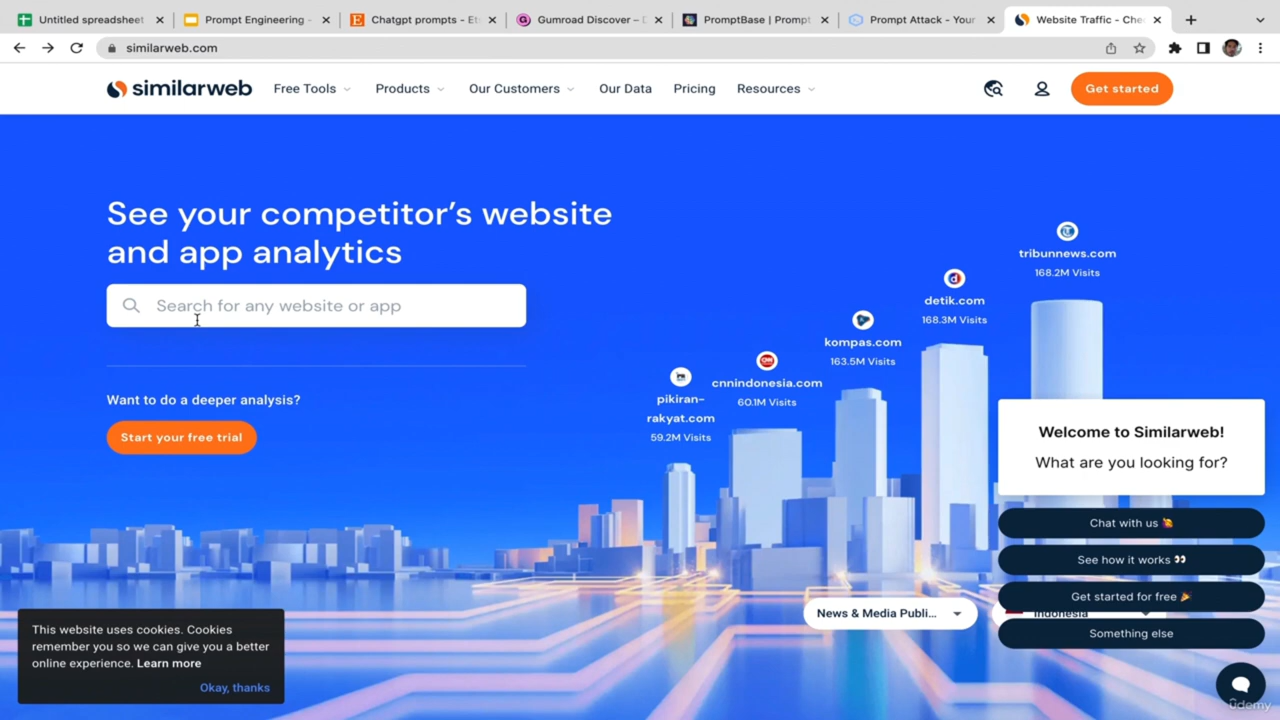 Untitled spreadsheet
Prompt Engineering -
Chatgpt prompts - Ets
Gumroad Discover – D
PromptBase | Prompt
Prompt Attack - Your
Website Traffic - Che
similarweb.com
similarweb
Free Tools
Products
Our Customers
Our Data
Pricing
Resources
Get started
See your competitor's website
and app analytics
Search for any website or app
Want to do a deeper analysis?
Start your free trial
tribunnews.com
168.2M Visits
detik.com
168.3M Visits
kompas.com
163.5M Visits
cnnindonesia.com
60.1M Visits
pikiran-
rakyat.com
59.2M Visits
Welcome to Similarweb!
What are you looking for?
Chat with us 🙋
See how it works 👀
Get started for free 🎉
Something else
News & Media Publi...
Indonesia
This website uses cookies. Cookies
remember you so we can give you a better
online experience. Learn more
Okay, thanks
ûdemy